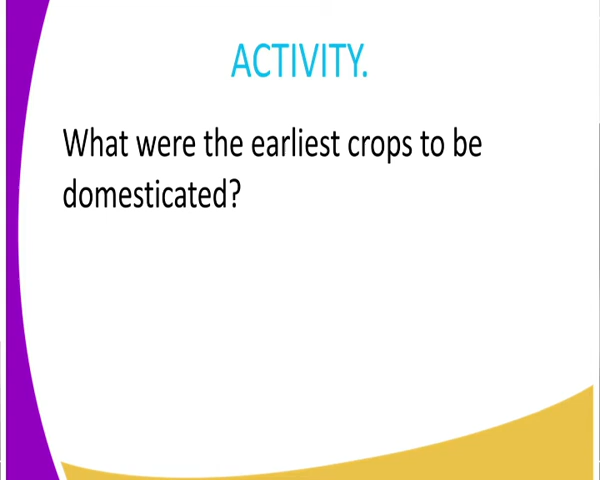 ACTIVITY.
What were the earliest crops to be
domesticated?